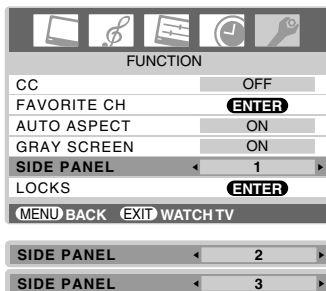 FUNCTION
CC OFF
FAVORITE CH ENTER
AUTO ASPECT ON
GRAY SCREEN ON
SIDE PANEL 1
LOCKS ENTER
MENU BACK EXIT WATCH TV
SIDE PANEL 2
SIDE PANEL 3